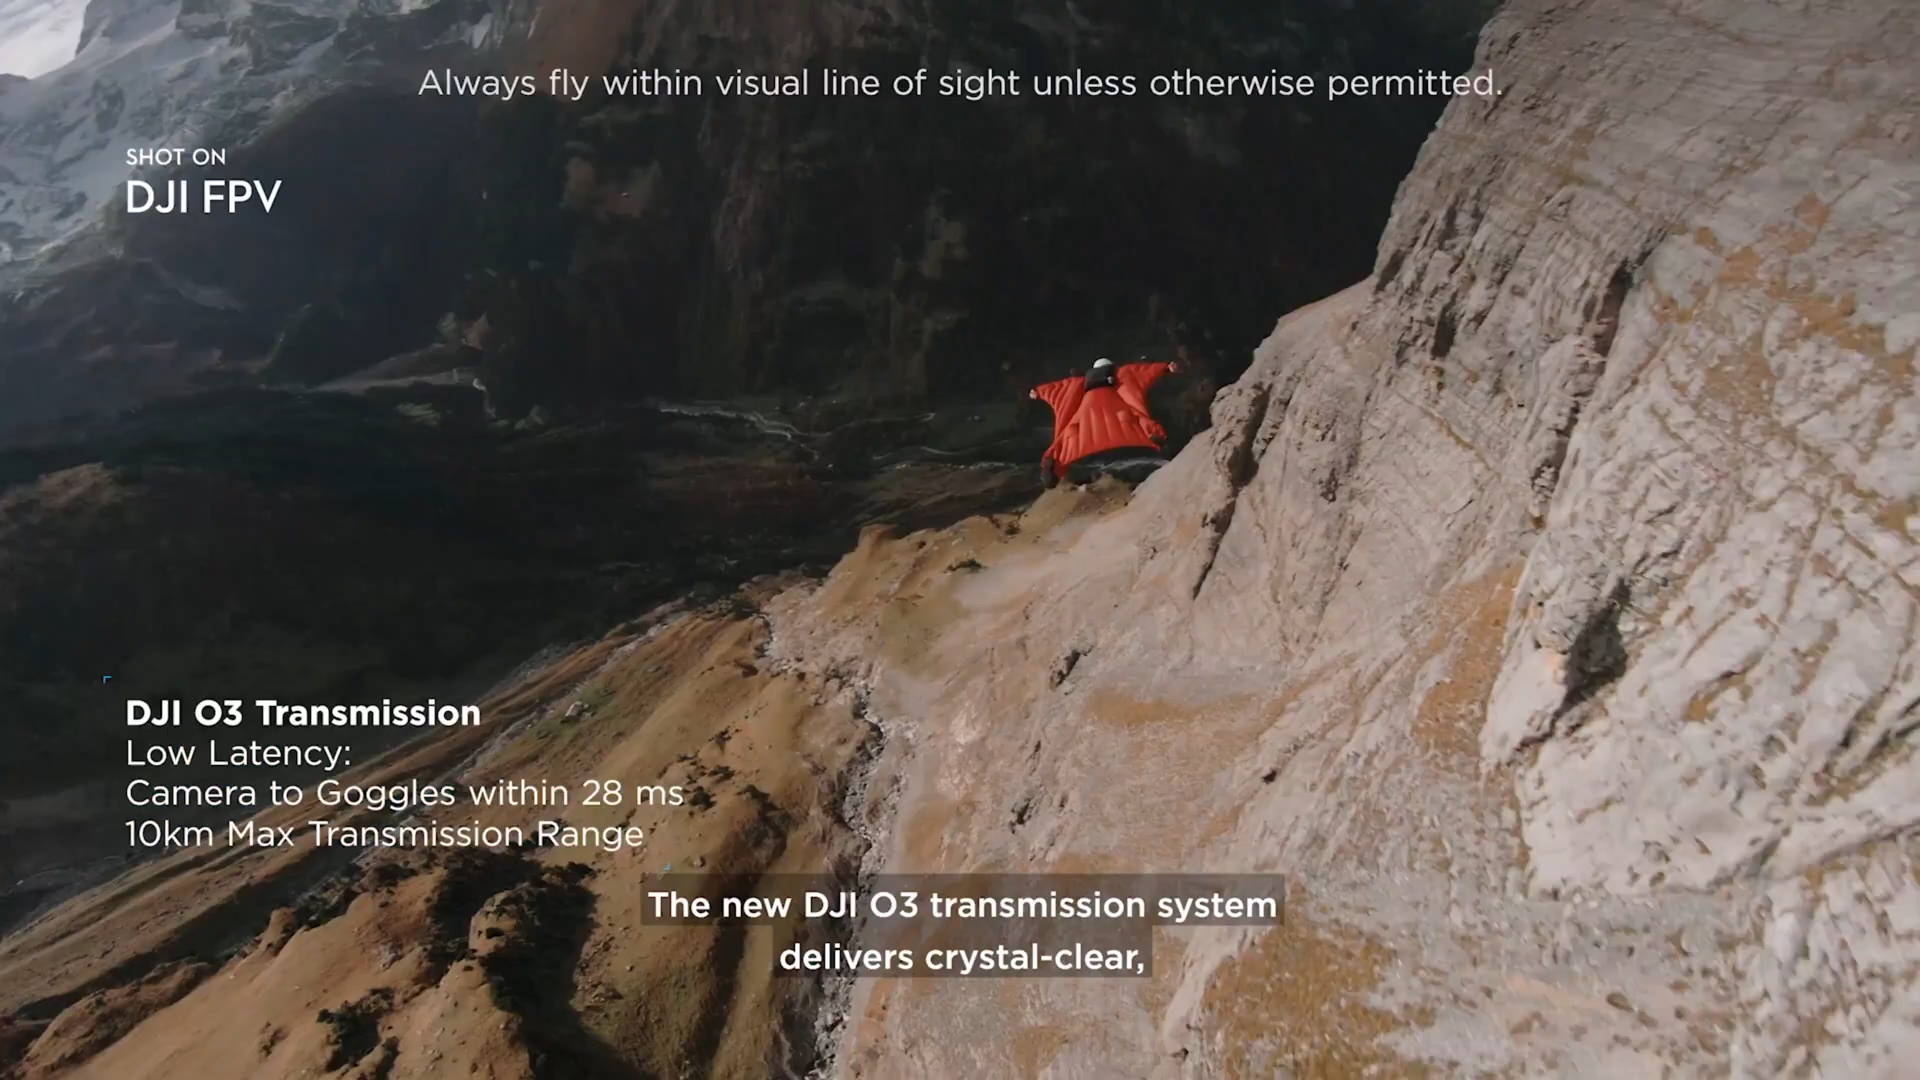 Always fly within visual line of sight unless otherwise permitted.
SHOT ON
DJI FPV
DJI O3 Transmission
Low Latency:
Camera to Goggles within 28 ms
10km Max Transmission Range
The new DJI O3 transmission system
delivers crystal-clear,